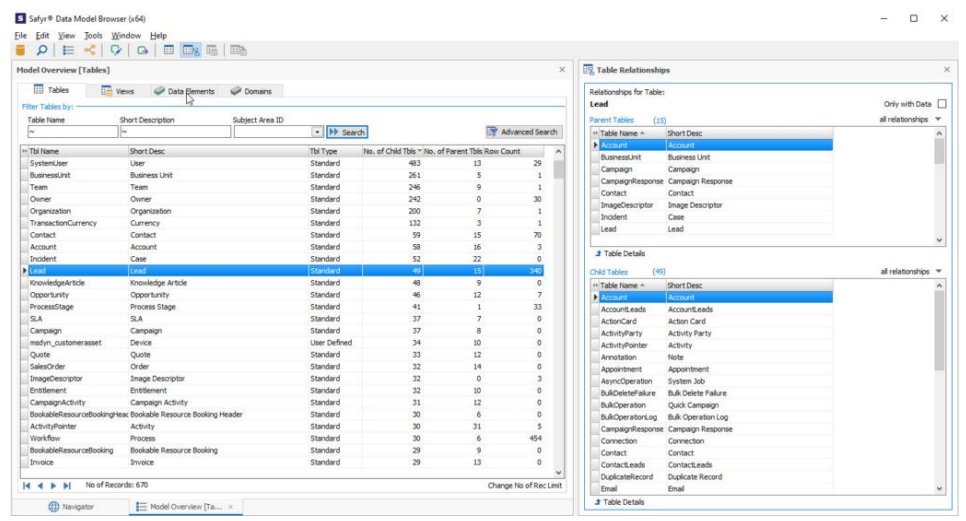 Safyr® Data Model Browser (x64)
File Edit View Tools Window Help
Model Overview [Tables]
Tables Views Data Elements Domains
Filter Tables by:
Table Name Short Description Subject Area ID
~ ~ Search Advanced Search
Tbl Name Short Desc Tbl Type No. of Child Tbls No. of Parent Tbls Row Count
SystemUser User Standard 483 13 29
BusinessUnit Business Unit Standard 261 5 1
Team Team Standard 246 9 1
Owner Owner Standard 242 0 30
Organization Organization Standard 200 7 1
TransactionCurrency Currency Standard 132 3 1
Contact Contact Standard 59 15 70
Account Account Standard 58 16 3
Incident Case Standard 52 22 0
Lead Lead Standard 49 15 340
KnowledgeArticle Knowledge Article Standard 48 9 0
Opportunity Opportunity Standard 46 12 7
ProcessStage Process Stage Standard 41 1 33
SLA SLA Standard 37 7 0
Campaign Campaign Standard 37 8 0
msdyn_customerasset Device User Defined 34 10 0
Quote Quote Standard 33 12 0
SalesOrder Order Standard 32 14 0
ImageDescriptor Image Descriptor Standard 32 0 3
Entitlement Entitlement Standard 32 10 0
CampaignActivity Campaign Activity Standard 31 12 0
BookableResourceBookingHeac Bookable Resource Booking Header Standard 30 6 0
ActivityPointer Activity Standard 30 31 5
Workflow Process Standard 30 6 454
BookableResourceBooking Bookable Resource Booking Standard 29 9 0
Invoice Invoice Standard 29 13 0
No of Records: 670 Change No of Rec Limit
Navigator Model Overview [Ta...
Table Relationships
Relationships for Table:
Lead Only with Data
Parent Tables (15) all relationships
Table Name Short Desc
Account Account
BusinessUnit Business Unit
Campaign Campaign
CampaignResponse Campaign Response
Contact Contact
ImageDescriptor Image Descriptor
Incident Case
Lead Lead
Table Details
Child Tables (49) all relationships
Table Name Short Desc
Account Account
AccountLeads AccountLeads
ActionCard Action Card
ActivityParty Activity Party
ActivityPointer Activity
Annotation Note
Appointment Appointment
AsyncOperation System Job
BulkDeleteFailure Bulk Delete Failure
BulkOperation Quick Campaign
BulkOperationLog Bulk Operation Log
CampaignResponse Campaign Response
Connection Connection
Contact Contact
ContactLeads ContactLeads
DuplicateRecord Duplicate Record
Email Email
Table Details